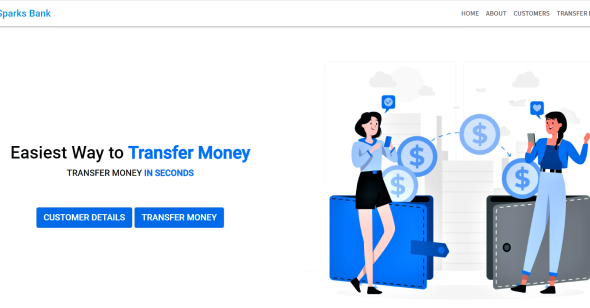 Sparks Bank
HOME ABOUT CUSTOMERS TRANSFER
Easiest Way to Transfer Money
TRANSFER MONEY IN SECONDS
CUSTOMER DETAILS TRANSFER MONEY
$ $ $ $